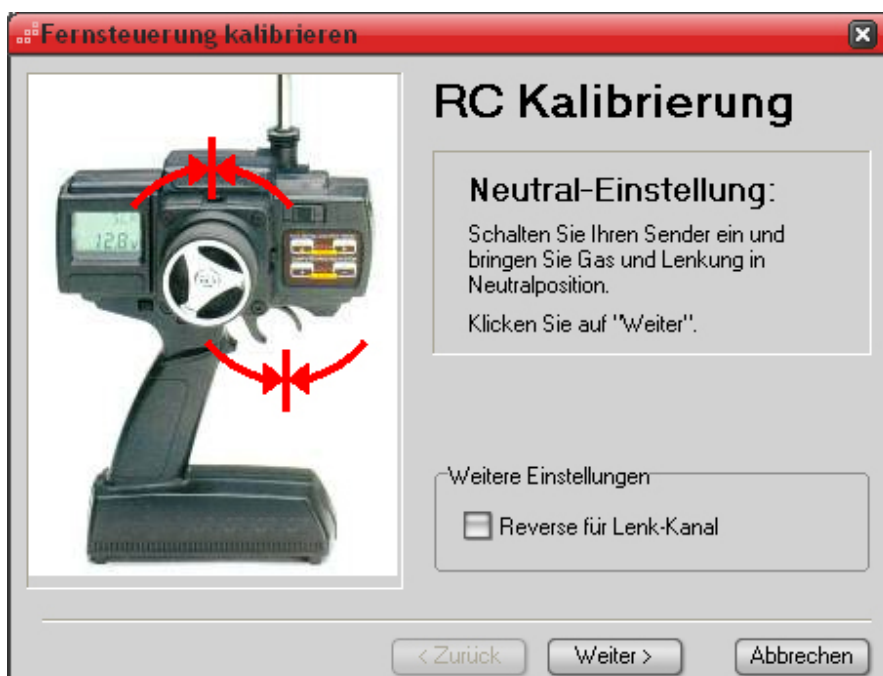 Fernsteuerung kalibrieren
RC Kalibrierung
Neutral-Einstellung:
Schalten Sie Ihren Sender ein und
bringen Sie Gas und Lenkung in
Neutralposition.
Klicken Sie auf "Weiter".
12.8v
Weitere Einstellungen
Reverse für Lenk-Kanal
< Zurück
Weiter >
Abbrechen